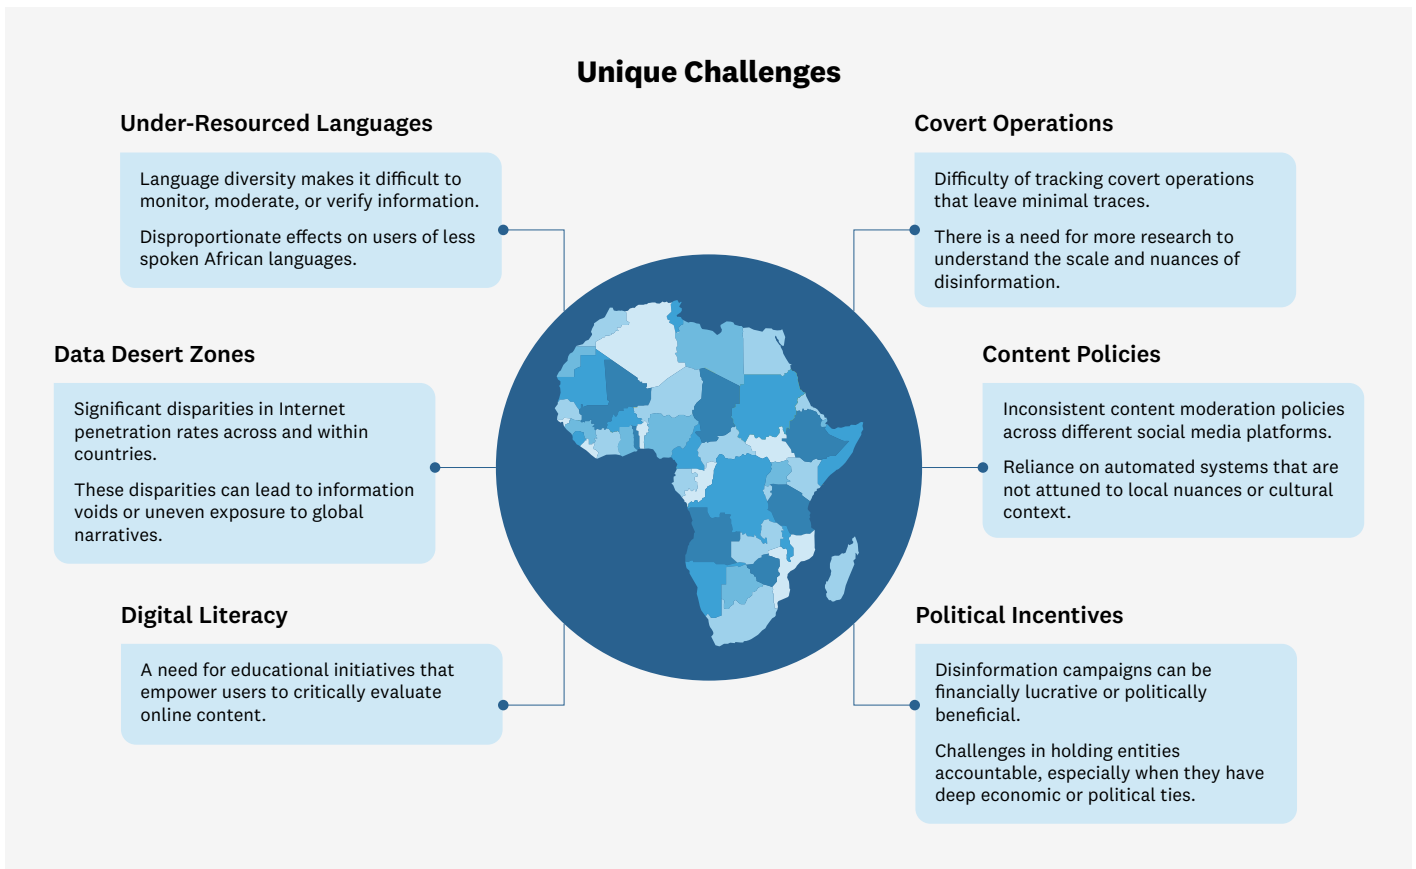 Unique Challenges
Under-Resourced Languages
Language diversity makes it difficult to
monitor, moderate, or verify information.
Disproportionate effects on users of less
spoken African languages.
Data Desert Zones
Significant disparities in Internet
penetration rates across and within
countries.
These disparities can lead to information
voids or uneven exposure to global
narratives.
Digital Literacy
A need for educational initiatives that
empower users to critically evaluate
online content.
Covert Operations
Difficulty of tracking covert operations
that leave minimal traces.
There is a need for more research to
understand the scale and nuances of
disinformation.
Content Policies
Inconsistent content moderation policies
across different social media platforms.
Reliance on automated systems that are
not attuned to local nuances or cultural
context.
Political Incentives
Disinformation campaigns can be
financially lucrative or politically
beneficial.
Challenges in holding entities
accountable, especially when they have
deep economic or political ties.